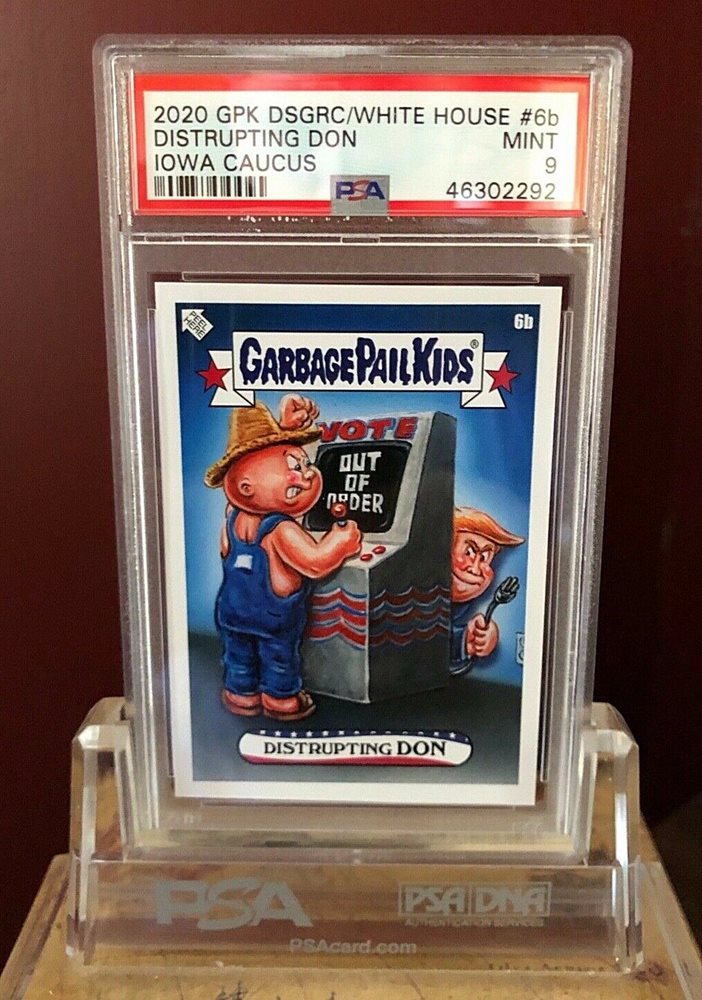 2020 GPK DSGRC/WHITE HOUSE #6b
DISTRUPTING DON MINT
IOWA CAUCUS 9
PSA 46302292
PEEL HERE
6b
GARBAGE PAIL KIDS®
VOTE
OUT
OF
ORDER
DISTRUPTING DON
PSA PSA DNA
AUTHENTICATION SERVICES
PSAcard.com